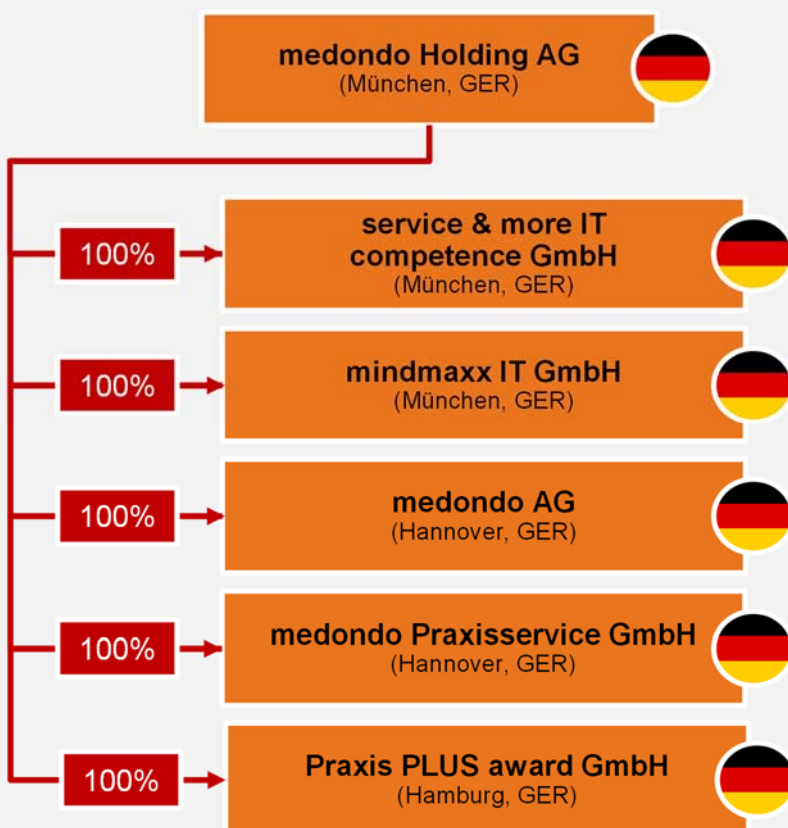 medondo Holding AG
(München, GER)
100%
service & more IT
competence GmbH
(München, GER)
100%
mindmaxx IT GmbH
(München, GER)
100%
medondo AG
(Hannover, GER)
100%
medondo Praxisservice GmbH
(Hannover, GER)
100%
Praxis PLUS award GmbH
(Hamburg, GER)